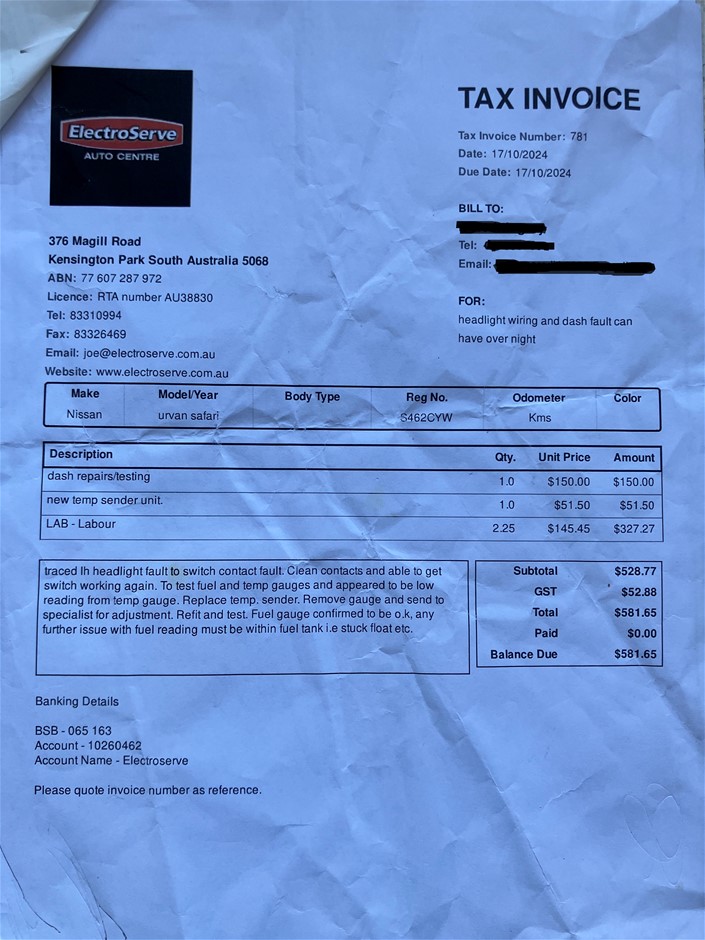 ElectroServe
AUTO CENTRE
TAX INVOICE
Tax Invoice Number: 781
Date: 17/10/2024
Due Date: 17/10/2024
BILL TO:
Tel:
Email:
376 Magill Road
Kensington Park South Australia 5068
ABN: 77 607 287 972
Licence: RTA number AU38830
Tel: 83310994
Fax: 83326469
Email: joe@electroserve.com.au
Website: www.electroserve.com.au
FOR:
headlight wiring and dash fault can
have over night
Make Model/Year Body Type Reg No. Odometer Color
Nissan urvan safari S462CYW Kms
Description Qty. Unit Price Amount
dash repairs/testing 1.0 $150.00 $150.00
new temp sender unit. 1.0 $51.50 $51.50
LAB - Labour 2.25 $145.45 $327.27
traced lh headlight fault to switch contact fault. Clean contacts and able to get
switch working again. To test fuel and temp gauges and appeared to be low
reading from temp gauge. Replace temp. sender. Remove gauge and send to
specialist for adjustment. Refit and test. Fuel gauge confirmed to be o.k, any
further issue with fuel reading must be within fuel tank i.e stuck float etc.
Subtotal $528.77
GST $52.88
Total $581.65
Paid $0.00
Balance Due $581.65
Banking Details
BSB - 065 163
Account - 10260462
Account Name - Electroserve
Please quote invoice number as reference.